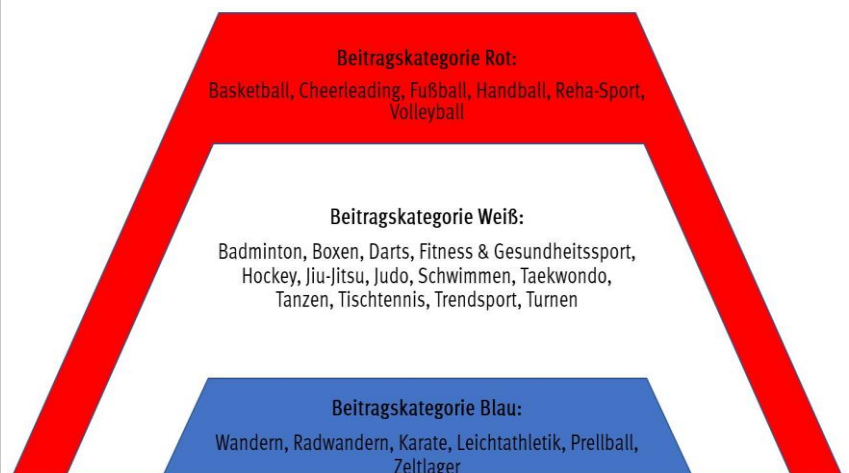 Beitragskategorie Rot:
Basketball, Cheerleading, Fußball, Handball, Reha-Sport,
Volleyball
Beitragskategorie Weiß:
Badminton, Boxen, Darts, Fitness & Gesundheitssport,
Hockey, Jiu-Jitsu, Judo, Schwimmen, Taekwondo,
Tanzen, Tischtennis, Trendsport, Turnen
Beitragskategorie Blau:
Wandern, Radwandern, Karate, Leichtathletik, Prellball,
Zeltlager